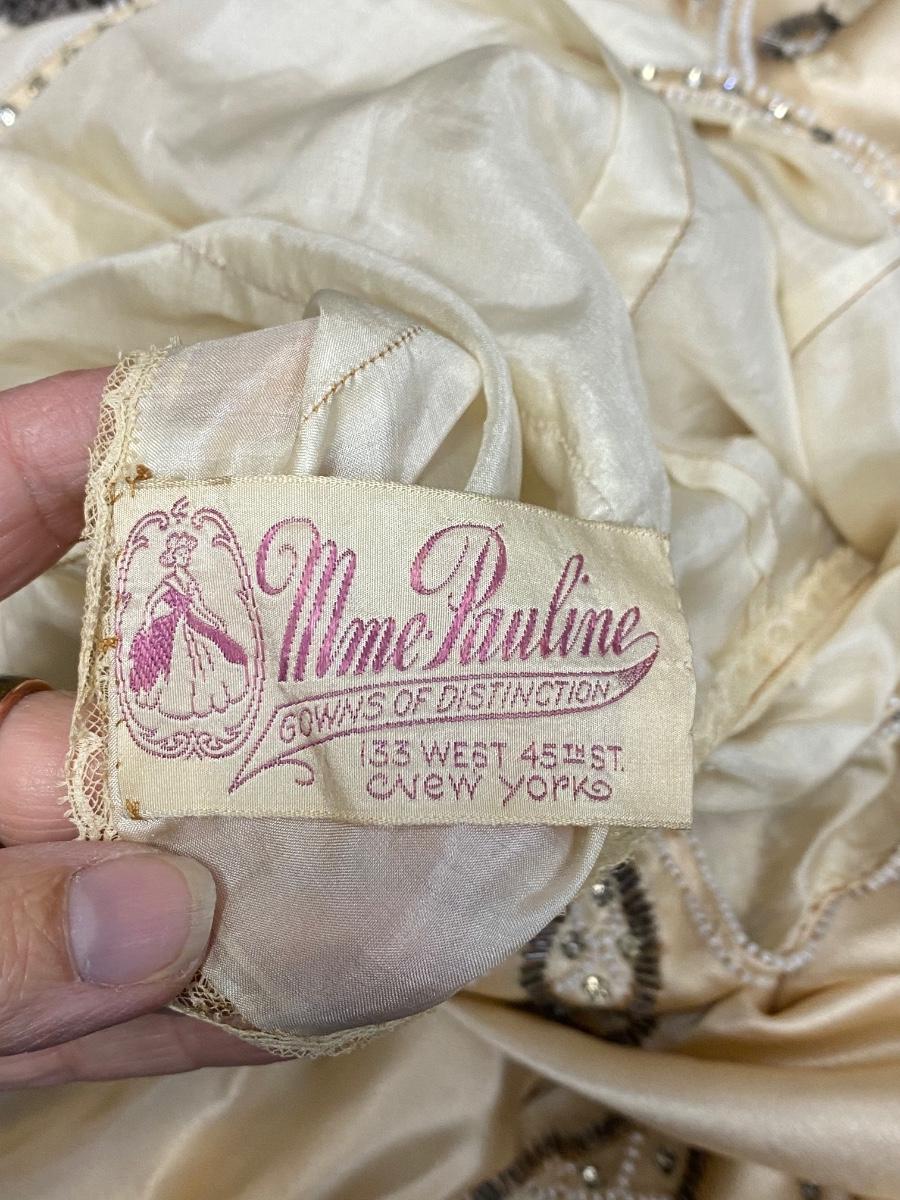 Mme. Pauline
GOWNS OF DISTINCTION
133 WEST 45TH ST.
New York